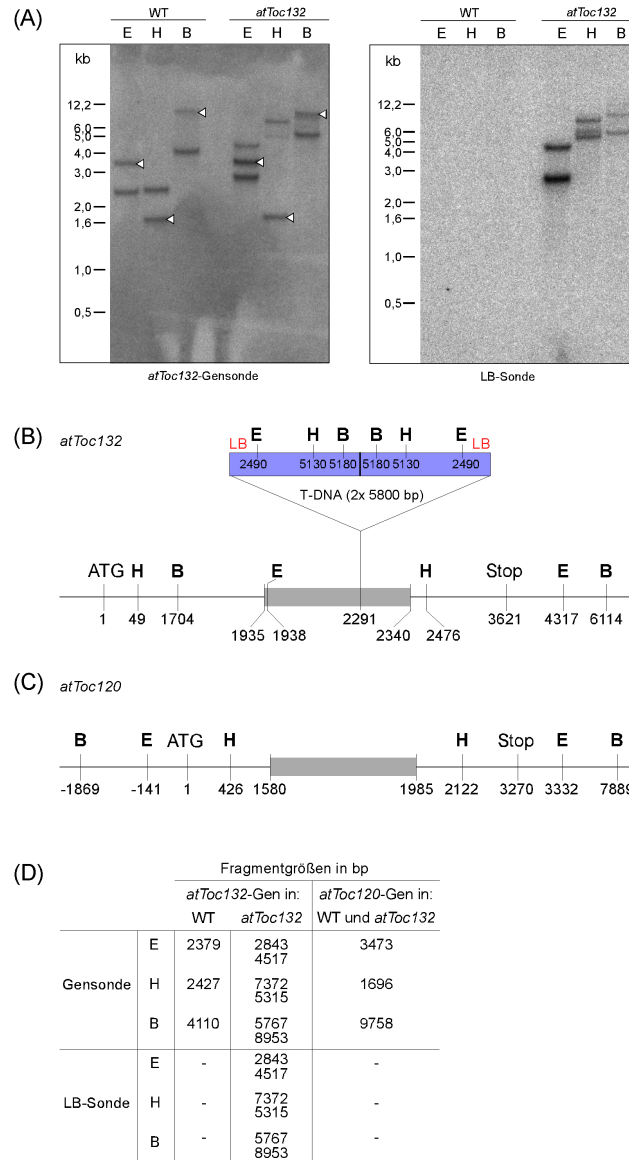 (A)
WT atToc132 WT atToc132
E H B E H B E H B E H B
kb kb
12,2 12,2
6,0 6,0
5,0 5,0
4,0 4,0
3,0 3,0
2,0 2,0
1,6 1,6
1,0 1,0
0,5 0,5
atToc132-Gensonde LB-Sonde
(B) atToc132
LB E H B B H E LB
2490 5130 5180 5180 5130 2490
T-DNA (2x 5800 bp)
ATG H B E H Stop E B
1 49 1704 1935 1938 2291 2340 2476 3621 4317 6114
(C) atToc120
B E ATG H H Stop E B
-1869 -141 1 426 1580 1985 2122 3270 3332 7889
(D)
Fragmentgrößen in bp
atToc132-Gen in: atToc120-Gen in:
WT atToc132 WT und atToc132
Gensonde
E 2379 2843 3473
4517
H 2427 7372 1696
5315
B 4110 5767 9758
8953
LB-Sonde
E - 2843 -
4517
H - 7372 -
5315
B - 5767 -
8953